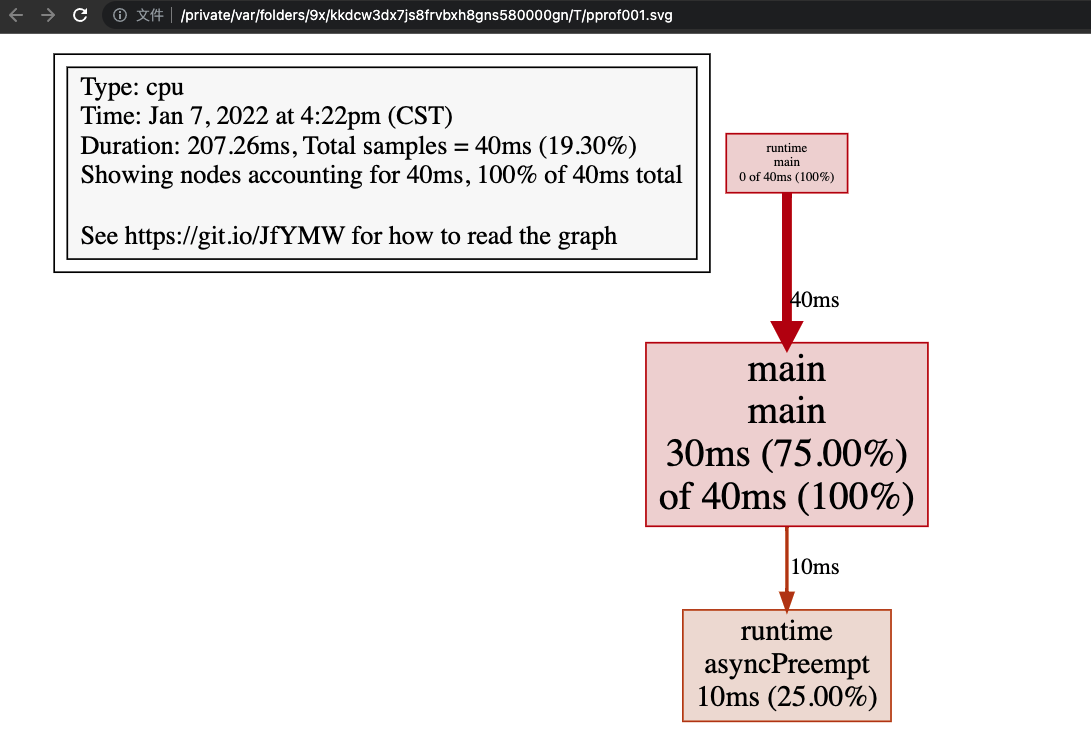 文件 /private/var/folders/9x/kkdcw3dx7js8frvbxh8gns580000gn/T/pprof001.svg
Type: cpu
Time: Jan 7, 2022 at 4:22pm (CST)
Duration: 207.26ms, Total samples = 40ms (19.30%)
Showing nodes accounting for 40ms, 100% of 40ms total
See https://git.io/JfYMW for how to read the graph
runtime
main
0 of 40ms (100%)
40ms
main
main
30ms (75.00%)
of 40ms (100%)
10ms
runtime
asyncPreempt
10ms (25.00%)